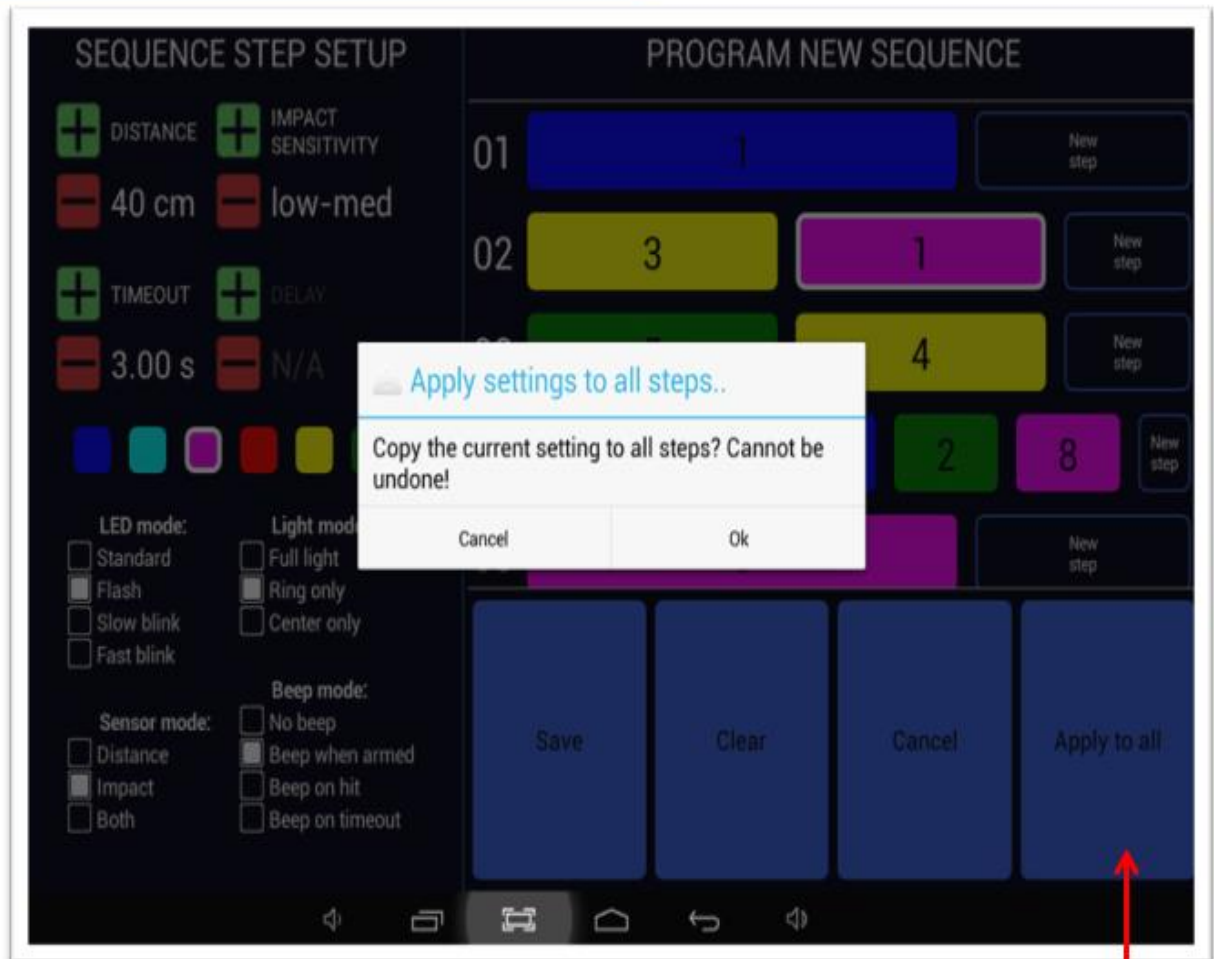 SEQUENCE STEP SETUP
DISTANCE
IMPACT
SENSITIVITY
40 cm
low-med
TIMEOUT
DELAY
3.00 s
N/A
LED mode:
Standard
Flash
Slow blink
Fast blink
Light mod
Full light
Ring only
Center only
Sensor mode:
Distance
Impact
Both
Beep mode:
No beep
Beep when armed
Beep on hit
Beep on timeout
PROGRAM NEW SEQUENCE
01
1
New
step
02
3
1
New
step
4
New
step
2
8
New
step
New
step
Apply settings to all steps..
Copy the current setting to all steps? Cannot be
undone!
Cancel
Ok
Save
Clear
Cancel
Apply to all